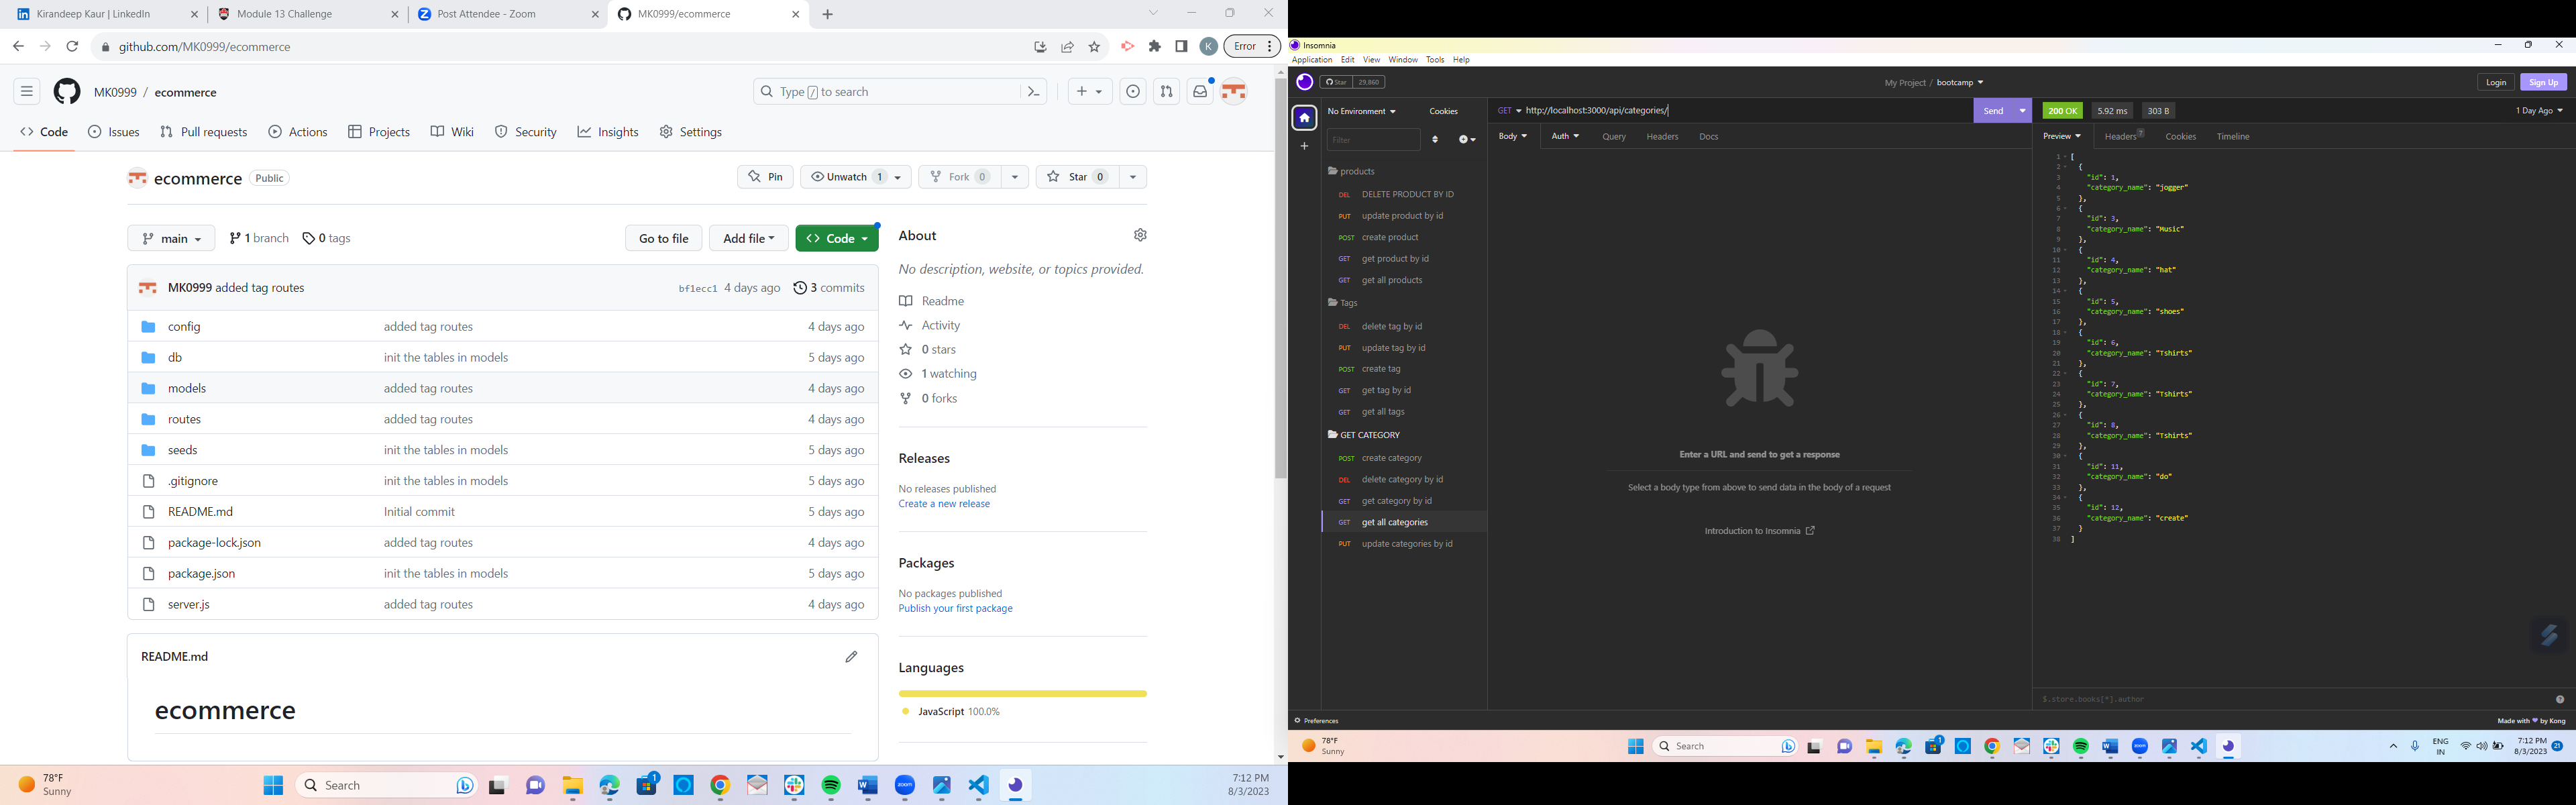 Kirandeep Kaur | LinkedIn
Module 13 Challenge
Post Attendee - Zoom
MK0999/ecommerce
github.com/MK0999/ecommerce
K
Error
MK0999 / ecommerce
Type / to search
Code
Issues
Pull requests
Actions
Projects
Wiki
Security
Insights
Settings
ecommerce Public
Pin
Unwatch 1
Fork 0
Star 0
main
1 branch
0 tags
Go to file
Add file
Code
MK0999 added tag routes
bf1ecc1 4 days ago
3 commits
config added tag routes 4 days ago
db init the tables in models 5 days ago
models added tag routes 4 days ago
routes added tag routes 4 days ago
seeds init the tables in models 5 days ago
.gitignore init the tables in models 5 days ago
README.md Initial commit 5 days ago
package-lock.json added tag routes 4 days ago
package.json init the tables in models 5 days ago
server.js added tag routes 4 days ago
README.md
ecommerce
About
No description, website, or topics provided.
Readme
Activity
0 stars
1 watching
0 forks
Releases
No releases published
Create a new release
Packages
No packages published
Publish your first package
Languages
JavaScript 100.0%
78°F
Sunny
Search
1
zoom
7:12 PM
8/3/2023
Insomnia
Application Edit View Window Tools Help
Star 29,860
My Project / bootcamp
Login
Sign Up
No Environment
Cookies
Filter
products
DEL DELETE PRODUCT BY ID
PUT update product by id
POST create product
GET get product by id
GET get all products
Tags
DEL delete tag by id
PUT update tag by id
POST create tag
GET get tag by id
GET get all tags
GET CATEGORY
POST create category
DEL delete category by id
GET get category by id
GET get all categories
PUT update categories by id
GET http://localhost:3000/api/categories/
Send
Body
Auth
Query
Headers
Docs
Enter a URL and send to get a response
Select a body type from above to send data in the body of a request
Introduction to Insomnia
200 OK
5.92 ms
303 B
1 Day Ago
Preview
Headers 7
Cookies
Timeline
1 [
2 {
3 "id": 1,
4 "category_name": "jogger"
5 },
6 {
7 "id": 3,
8 "category_name": "Music"
9 },
10 {
11 "id": 4,
12 "category_name": "hat"
13 },
14 {
15 "id": 5,
16 "category_name": "shoes"
17 },
18 {
19 "id": 6,
20 "category_name": "Tshirts"
21 },
22 {
23 "id": 7,
24 "category_name": "Tshirts"
25 },
26 {
27 "id": 8,
28 "category_name": "Tshirts"
29 },
30 {
31 "id": 11,
32 "category_name": "do"
33 },
34 {
35 "id": 12,
36 "category_name": "create"
37 }
38 ]
$.store.books[*].author
Preferences
Made with ♥ by Kong
78°F
Sunny
Search
1
zoom
ENG
IN
7:12 PM
8/3/2023
21